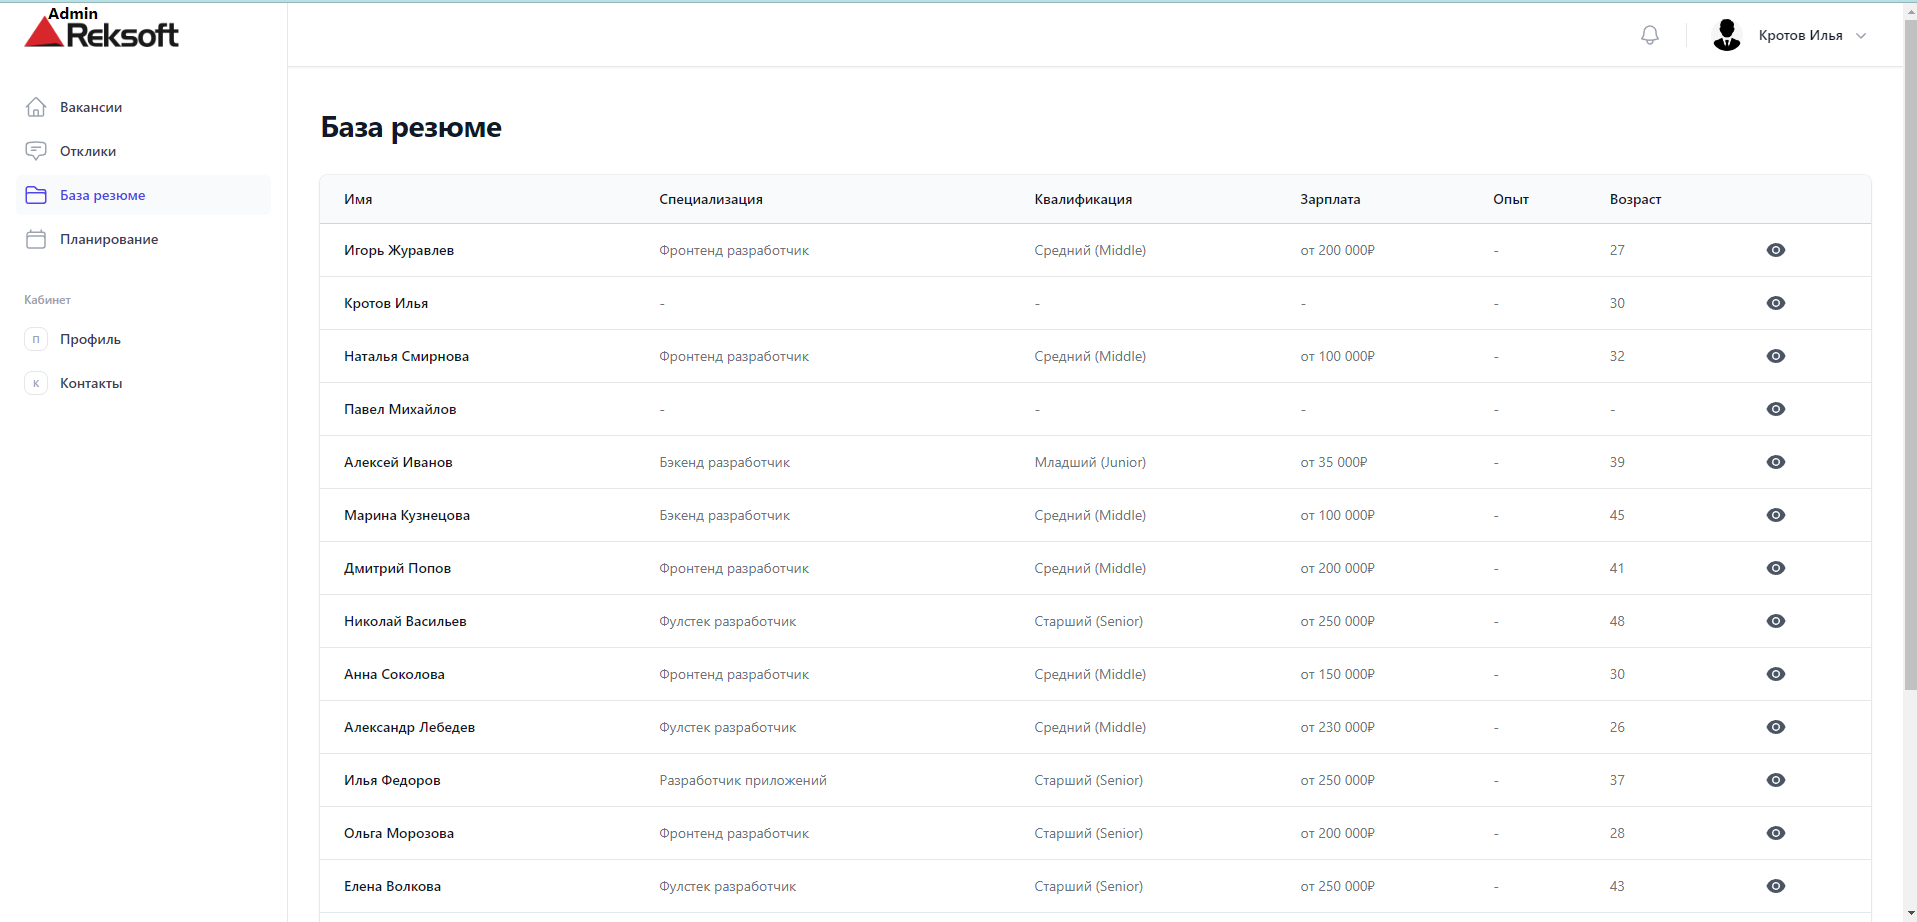 Admin
Reksoft
Кротов Илья
Вакансии
Отклики
База резюме
Планирование
Кабинет
П Профиль
К Контакты
База резюме
Имя Специализация Квалификация Зарплата Опыт Возраст
Игорь Журавлев Фронтенд разработчик Средний (Middle) от 200 000₽ - 27
Кротов Илья - - - - 30
Наталья Смирнова Фронтенд разработчик Средний (Middle) от 100 000₽ - 32
Павел Михайлов - - - - -
Алексей Иванов Бэкенд разработчик Младший (Junior) от 35 000₽ - 39
Марина Кузнецова Бэкенд разработчик Средний (Middle) от 100 000₽ - 45
Дмитрий Попов Фронтенд разработчик Средний (Middle) от 200 000₽ - 41
Николай Васильев Фулстек разработчик Старший (Senior) от 250 000₽ - 48
Анна Соколова Фронтенд разработчик Средний (Middle) от 150 000₽ - 30
Александр Лебедев Фулстек разработчик Средний (Middle) от 230 000₽ - 26
Илья Федоров Разработчик приложений Старший (Senior) от 250 000₽ - 37
Ольга Морозова Фронтенд разработчик Старший (Senior) от 200 000₽ - 28
Елена Волкова Фулстек разработчик Старший (Senior) от 250 000₽ - 43